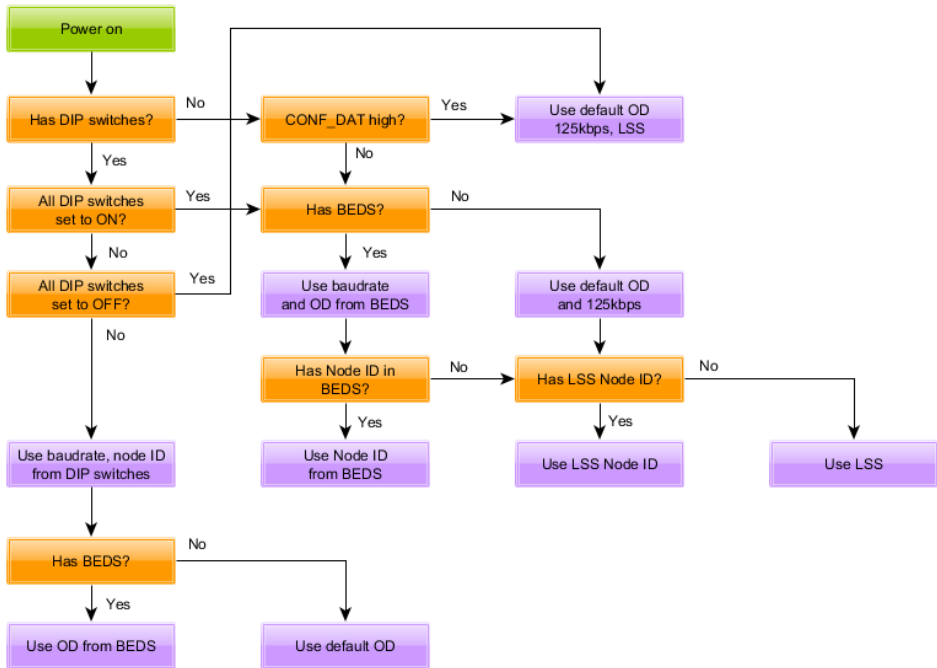 Power on
Has DIP switches?
No
CONF_DAT high?
Yes
Use default OD
125kbps, LSS
Yes
No
All DIP switches
set to ON?
Yes
Has BEDS?
No
No
Yes
All DIP switches
set to OFF?
Yes
Use baudrate
and OD from BEDS
Use default OD
and 125kbps
No
Has Node ID in
BEDS?
No
Has LSS Node ID?
No
Yes
Yes
Use baudrate, node ID
from DIP switches
Use Node ID
from BEDS
Use LSS Node ID
Use LSS
Has BEDS?
No
Yes
Use OD from BEDS
Use default OD